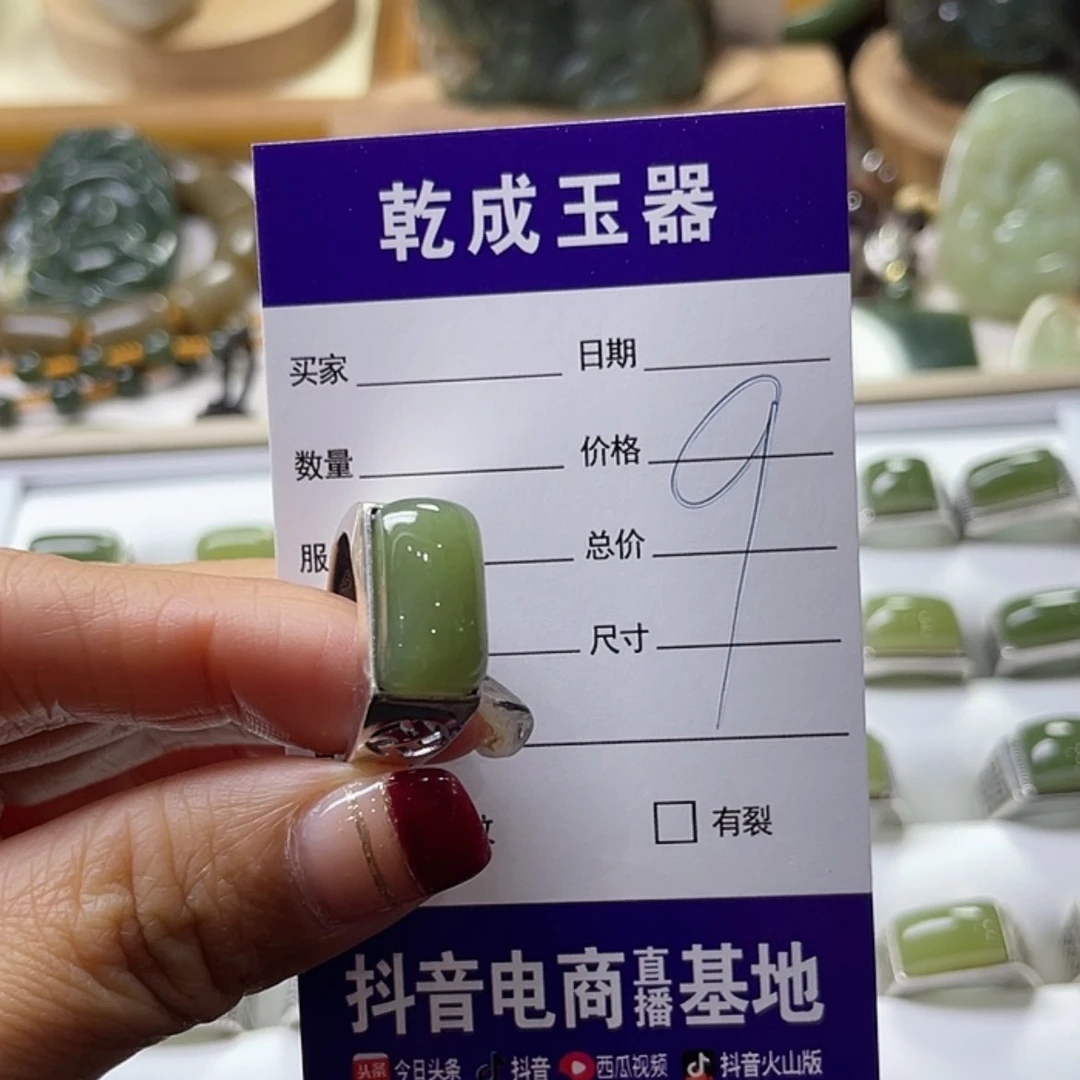 乾成玉器
买家 日期
数量 价格 9
服 总价
尺寸
有裂
抖音电商直播基地
头条 今日头条 抖音 西瓜视频 抖音火山版